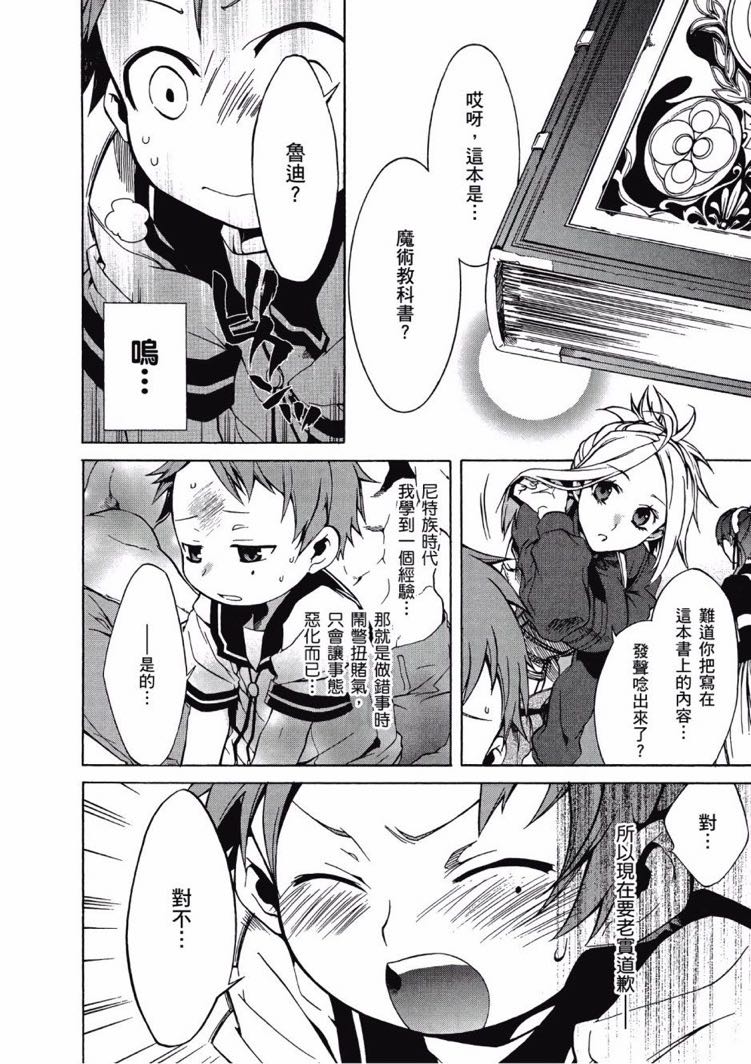 哎呀，這本是…
魔術教科書？
魯迪？
嗚…
難道你把寫在
這本書上的內容…
發聲唸出來了？
尼特族時代
我學到一個經驗…
那就是做錯事時
鬧彆扭賭氣，
只會讓事態
惡化而已…
——是的…
對…
所以現在要老實道歉——
對不…